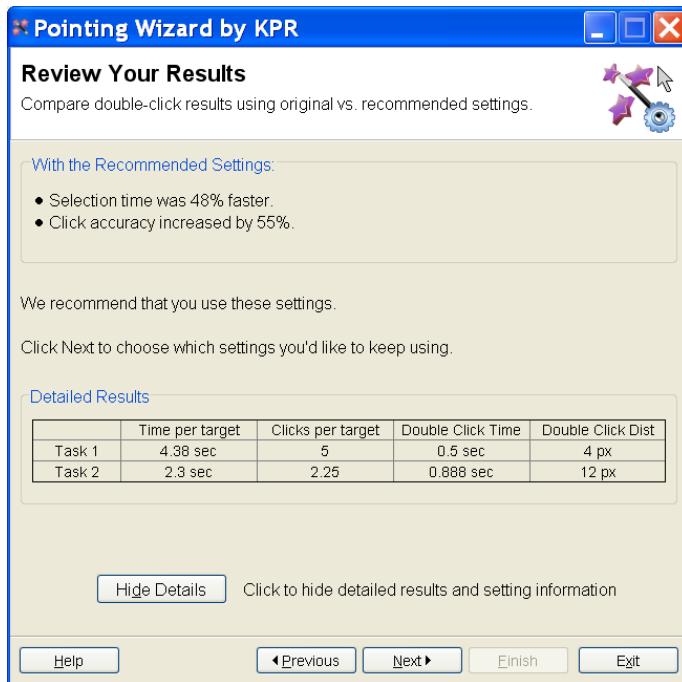 Pointing Wizard by KPR
Review Your Results
Compare double-click results using original vs. recommended settings.
With the Recommended Settings:
• Selection time was 48% faster.
• Click accuracy increased by 55%.
We recommend that you use these settings.
Click Next to choose which settings you'd like to keep using.
Detailed Results
Time per target Clicks per target Double Click Time Double Click Dist
Task 1 4.38 sec 5 0.5 sec 4 px
Task 2 2.3 sec 2.25 0.888 sec 12 px
Hide Details Click to hide detailed results and setting information
Help Previous Next Finish Exit